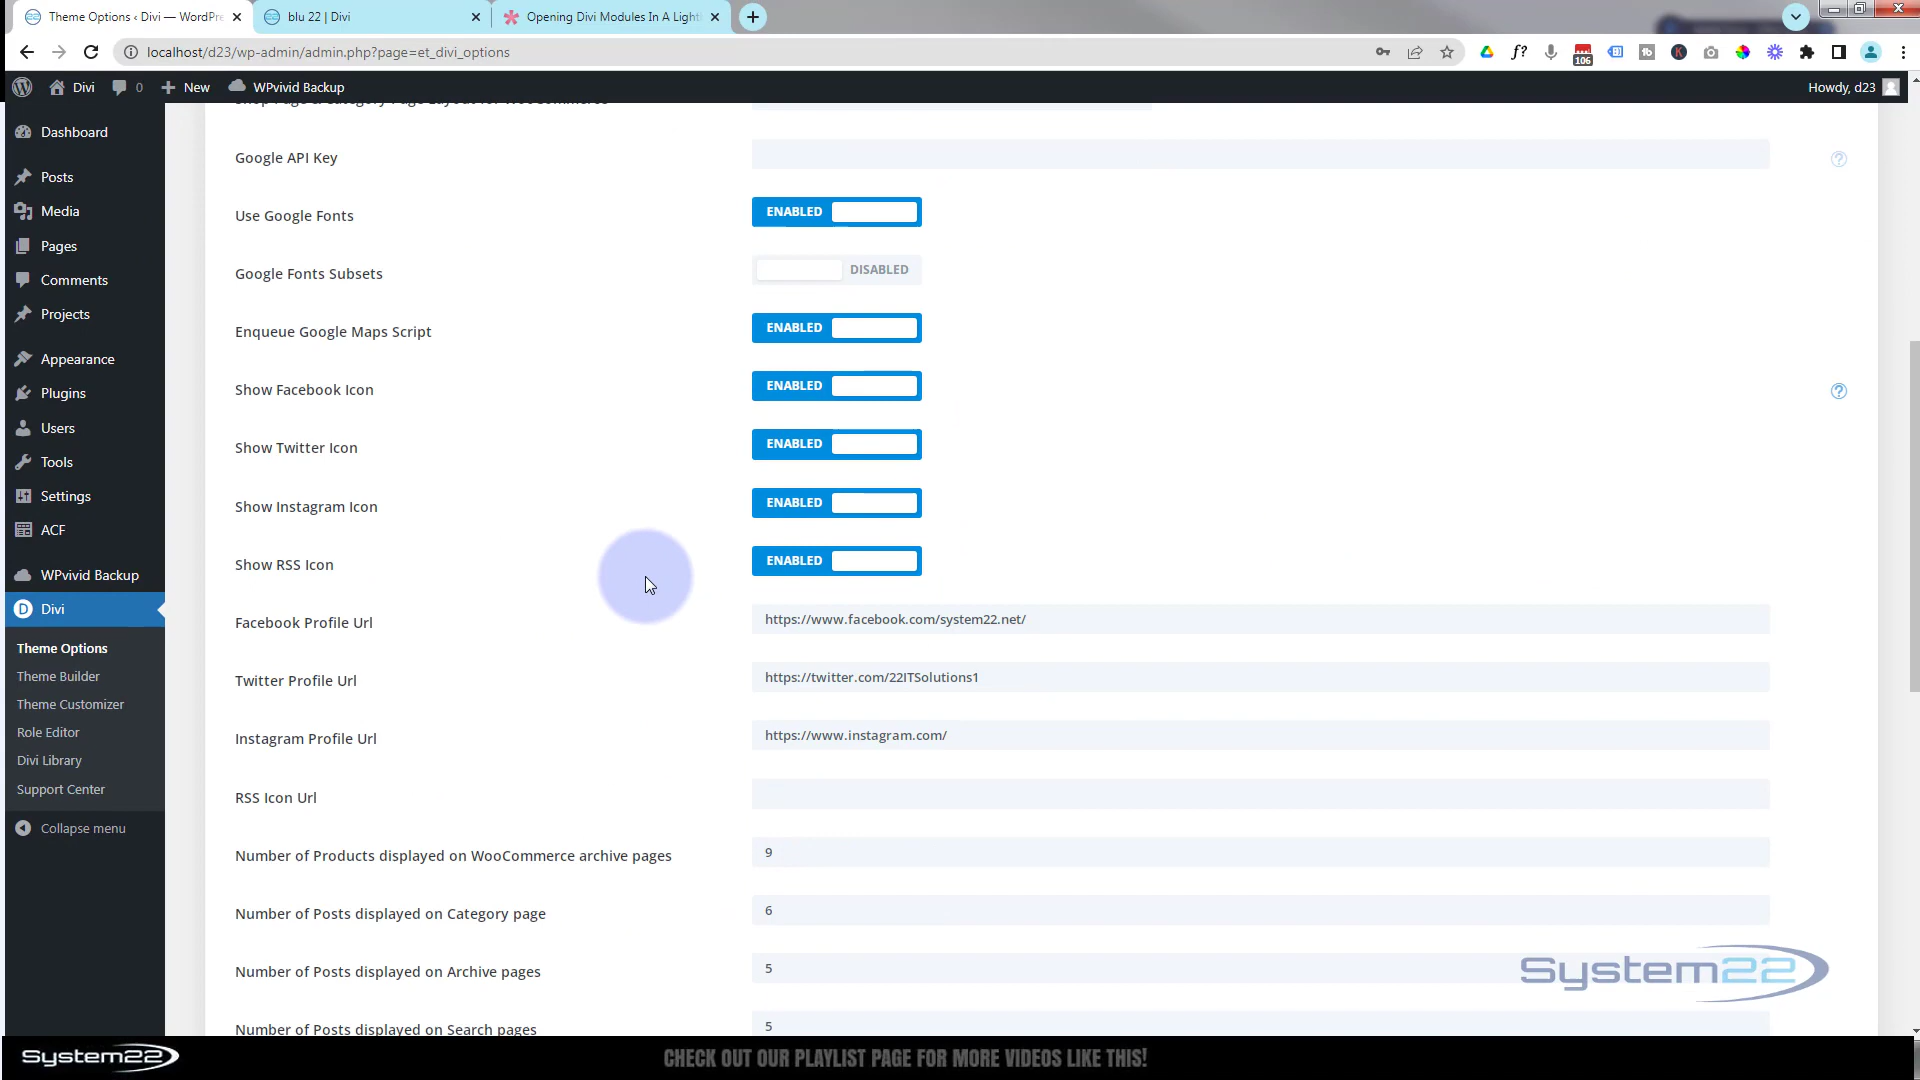 Theme Options ‹ Divi — WordPre
blu 22 | Divi
Opening Divi Modules In A Light
localhost/d23/wp-admin/admin.php?page=et_divi_options
106
Divi
0
New
WPvivid Backup
Howdy, d23
Dashboard
Posts
Media
Pages
Comments
Projects
Appearance
Plugins
Users
Tools
Settings
ACF
WPvivid Backup
Divi
Theme Options
Theme Builder
Theme Customizer
Role Editor
Divi Library
Support Center
Collapse menu
Shop Page & Category Page Layout for WooCommerce
Google API Key
Use Google Fonts ENABLED
Google Fonts Subsets DISABLED
Enqueue Google Maps Script ENABLED
Show Facebook Icon ENABLED
Show Twitter Icon ENABLED
Show Instagram Icon ENABLED
Show RSS Icon ENABLED
Facebook Profile Url https://www.facebook.com/system22.net/
Twitter Profile Url https://twitter.com/22ITSolutions1
Instagram Profile Url https://www.instagram.com/
RSS Icon Url
Number of Products displayed on WooCommerce archive pages 9
Number of Posts displayed on Category page 6
Number of Posts displayed on Archive pages 5
Number of Posts displayed on Search pages 5
System22
System22
CHECK OUT OUR PLAYLIST PAGE FOR MORE VIDEOS LIKE THIS!